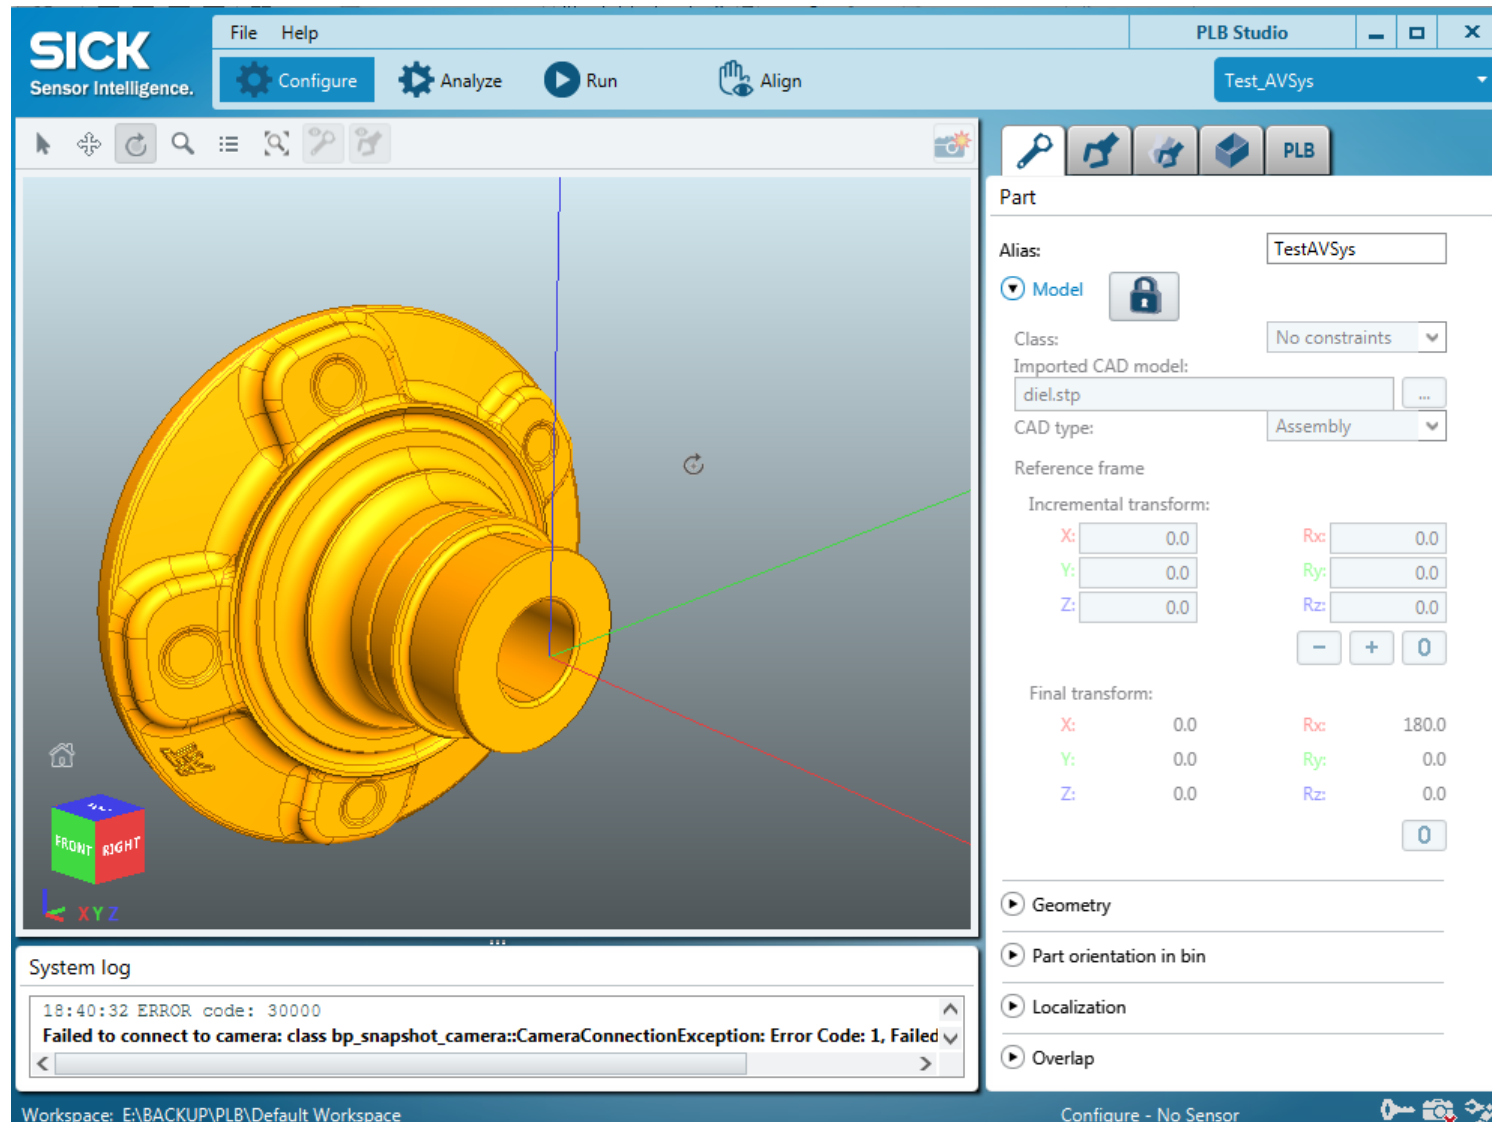 SICK
Sensor Intelligence.
File Help
PLB Studio
Configure
Analyze
Run
Align
Test_AVSys
PLB
Part
Alias:
TestAVSys
Model
Class:
No constraints
Imported CAD model:
diel.stp
...
CAD type:
Assembly
Reference frame
Incremental transform:
X: 0.0 Rx: 0.0
Y: 0.0 Ry: 0.0
Z: 0.0 Rz: 0.0
− + 0
Final transform:
X: 0.0 Rx: 180.0
Y: 0.0 Ry: 0.0
Z: 0.0 Rz: 0.0
0
Geometry
Part orientation in bin
Localization
Overlap
FRONT RIGHT
X Y Z
System log
18:40:32 ERROR code: 30000
Failed to connect to camera: class bp_snapshot_camera::CameraConnectionException: Error Code: 1, Failed
Workspace: E:\BACKUP\PLB\Default Workspace
Configure - No Sensor